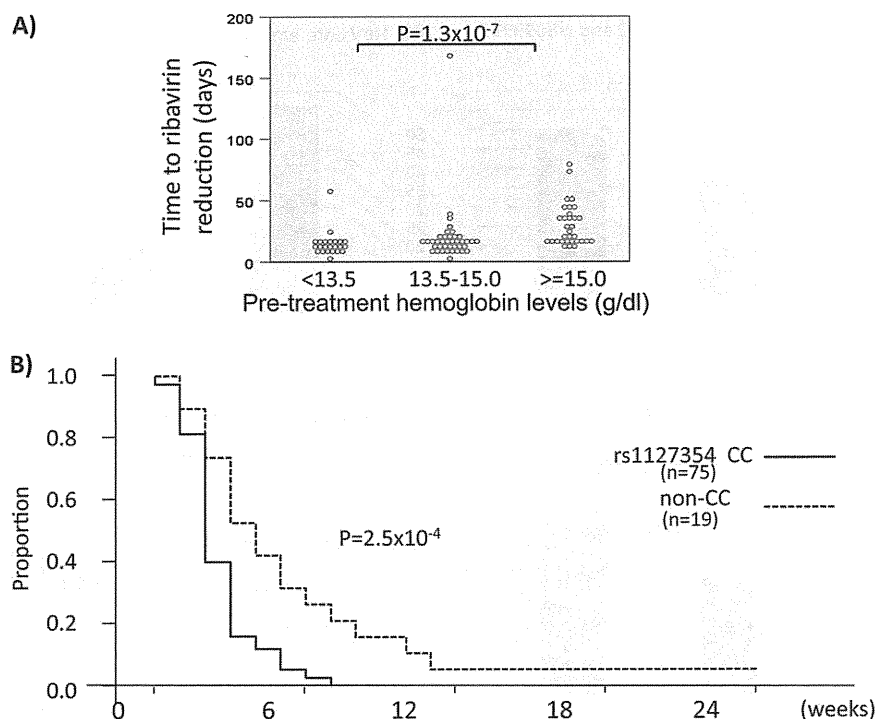 A)
P=1.3x10-7
Time to ribavirin
reduction (days)
200
150
100
50
0
<13.5 13.5-15.0 >=15.0
Pre-treatment hemoglobin levels (g/dl)
B)
Proportion
1.0
0.8
0.6
0.4
0.2
0.0
rs1127354 CC
(n=75)
non-CC
(n=19)
P=2.5x10-4
0 6 12 18 24 (weeks)